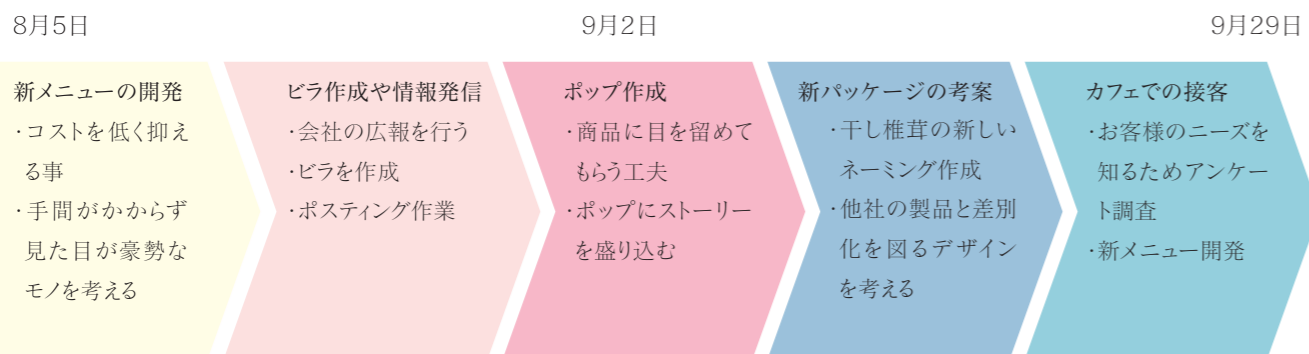 8月5日
9月2日
9月29日
新メニューの開発
・コストを低く抑え
る事
・手間がかからず
見た目が豪勢な
モノを考える
ビラ作成や情報発信
・会社の広報を行う
・ビラを作成
・ポスティング作業
ポップ作成
・商品に目を留めて
もらう工夫
・ポップにストーリー
を盛り込む
新パッケージの考案
・干し椎茸の新しい
ネーミング作成
・他社の製品と差別
化を図るデザイン
を考える
カフェでの接客
・お客様のニーズを
知るためアンケー
ト調査
・新メニュー開発